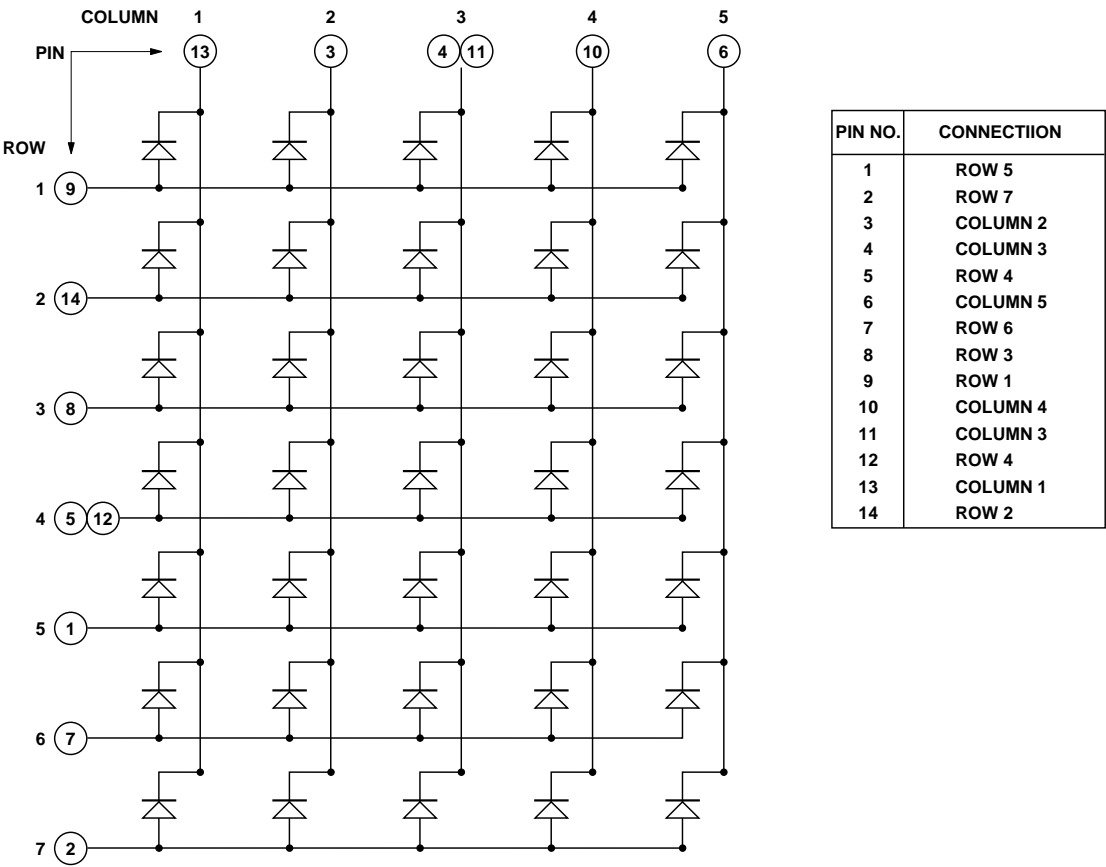 COLUMN 1 2 3 4 5
PIN 13 3 4 11 10 6
ROW
1 9
2 14
3 8
4 5 12
5 1
6 7
7 2
PIN NO. CONNECTIION
1 ROW 5
2 ROW 7
3 COLUMN 2
4 COLUMN 3
5 ROW 4
6 COLUMN 5
7 ROW 6
8 ROW 3
9 ROW 1
10 COLUMN 4
11 COLUMN 3
12 ROW 4
13 COLUMN 1
14 ROW 2